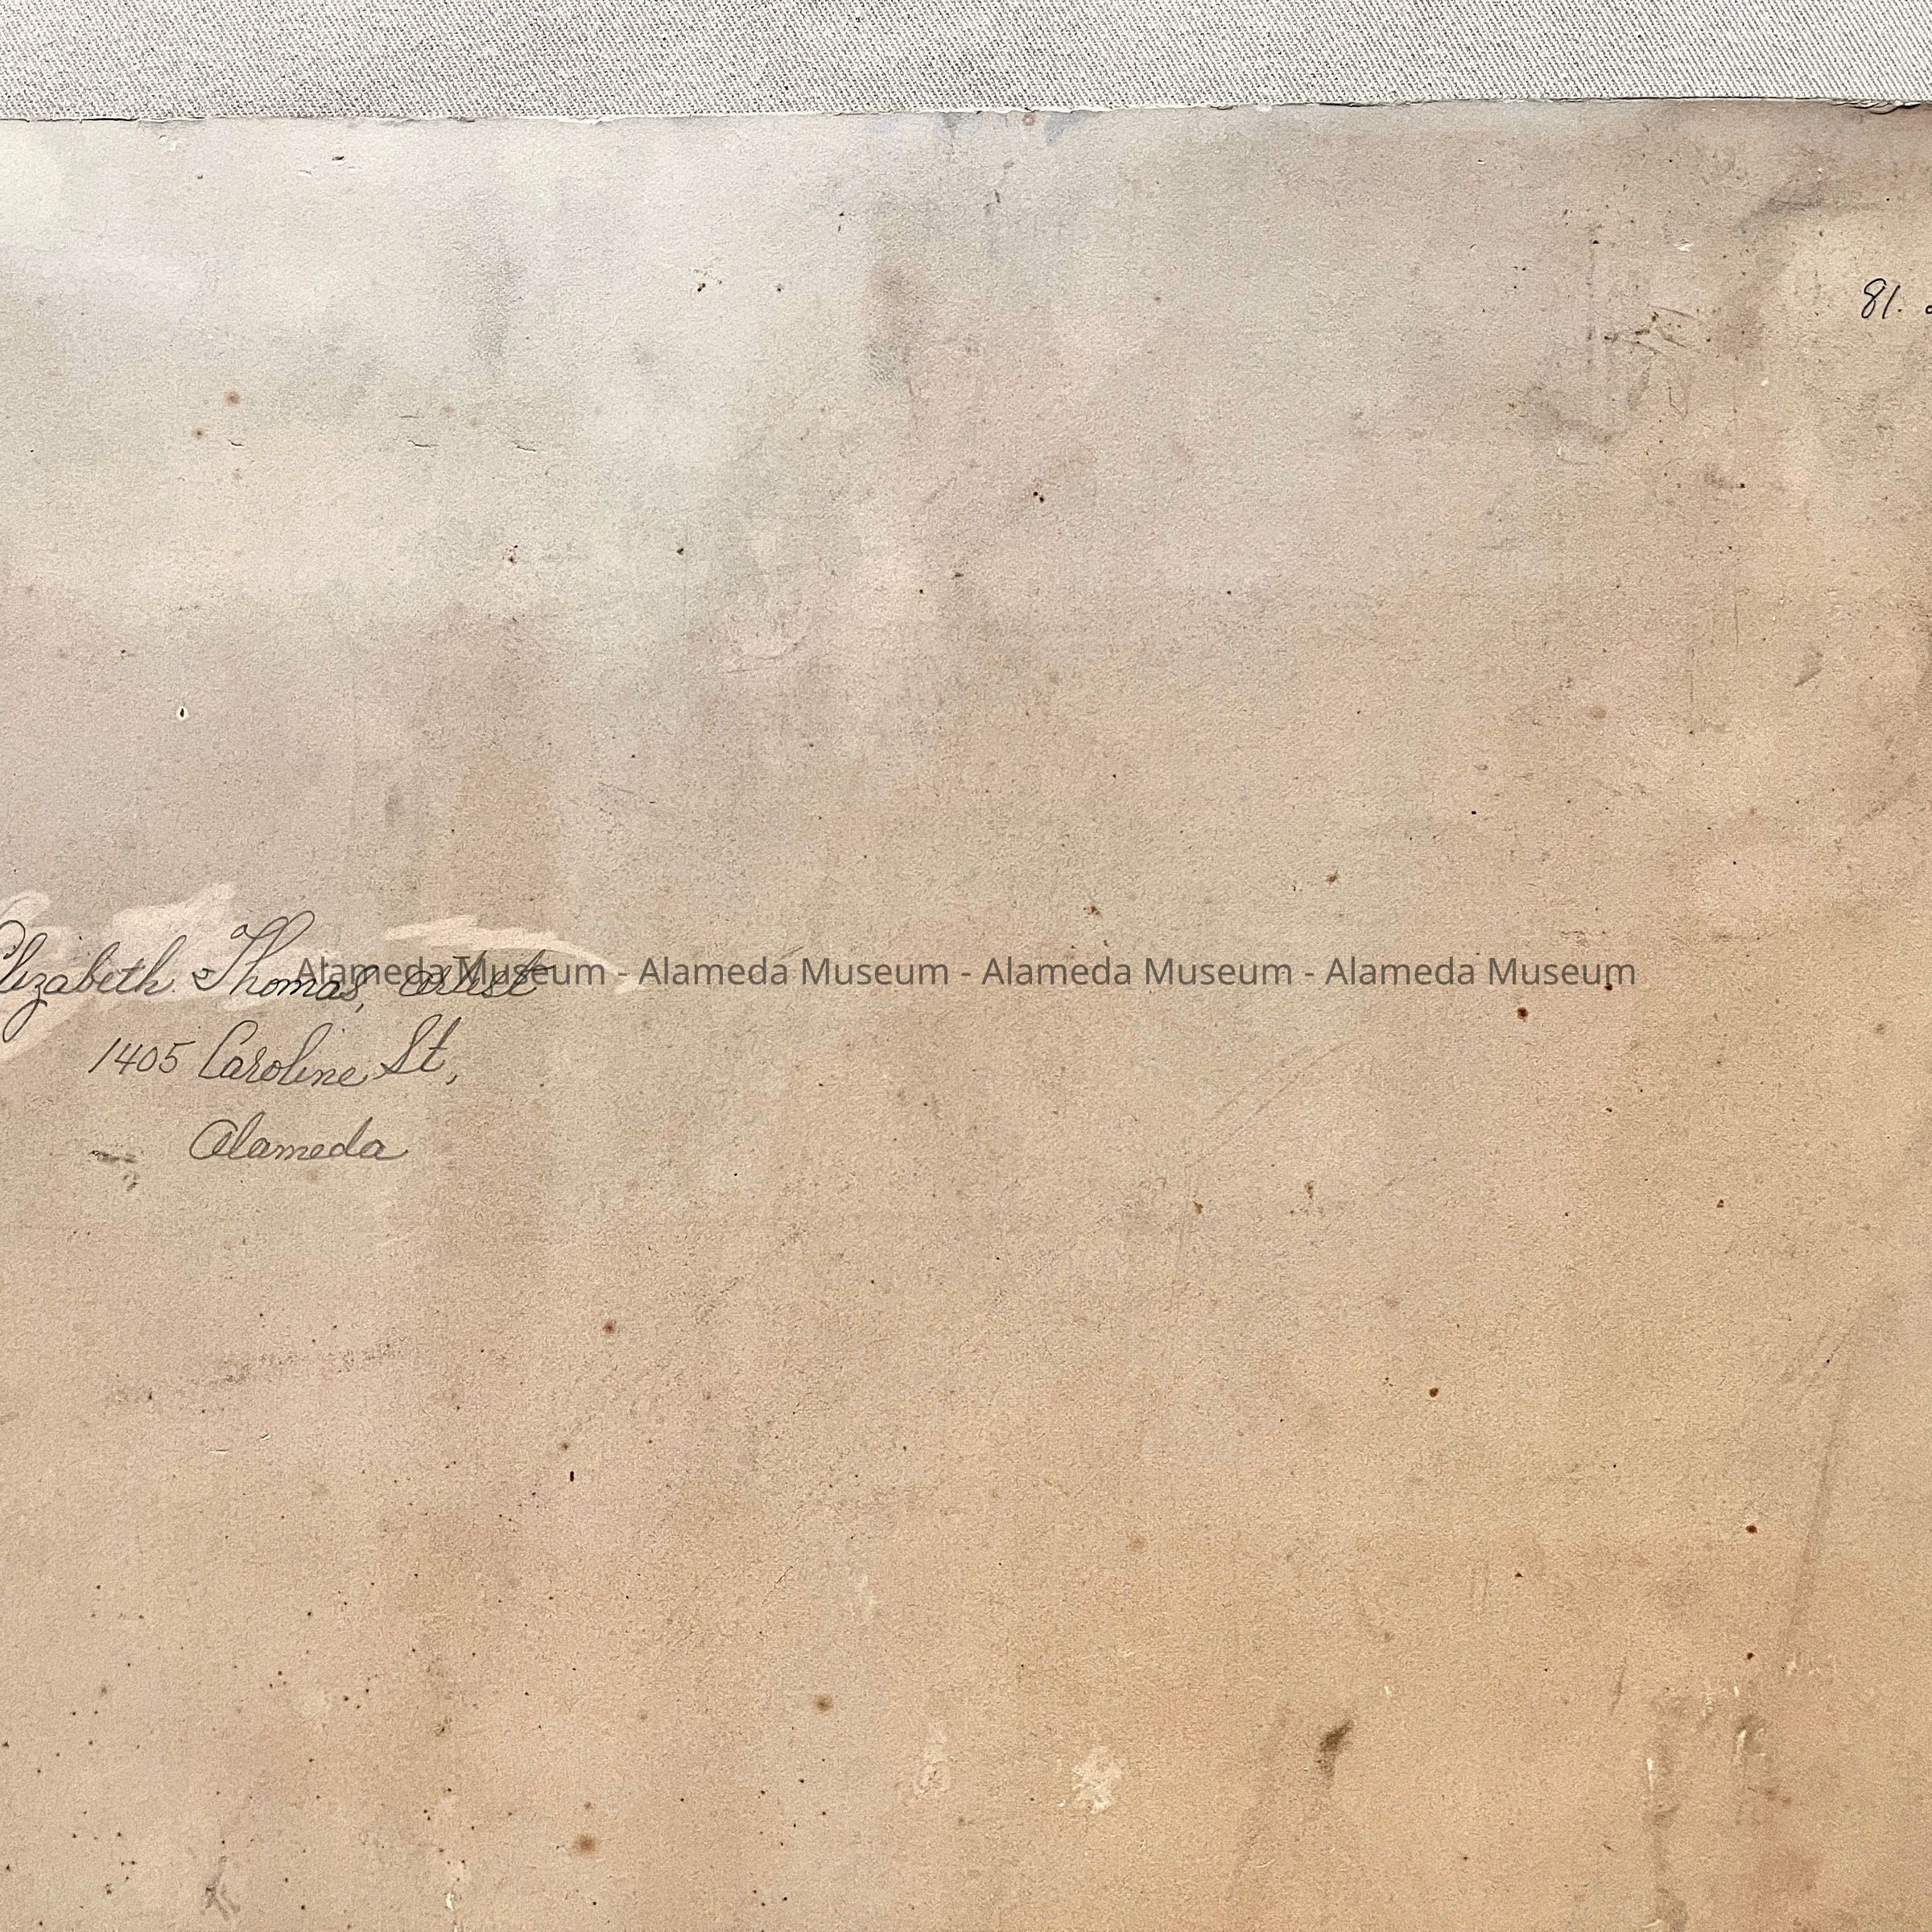 81.
Elizabeth Thomas, artist
Alameda Museum - Alameda Museum - Alameda Museum - Alameda Museum
1405 Caroline St,
Alameda